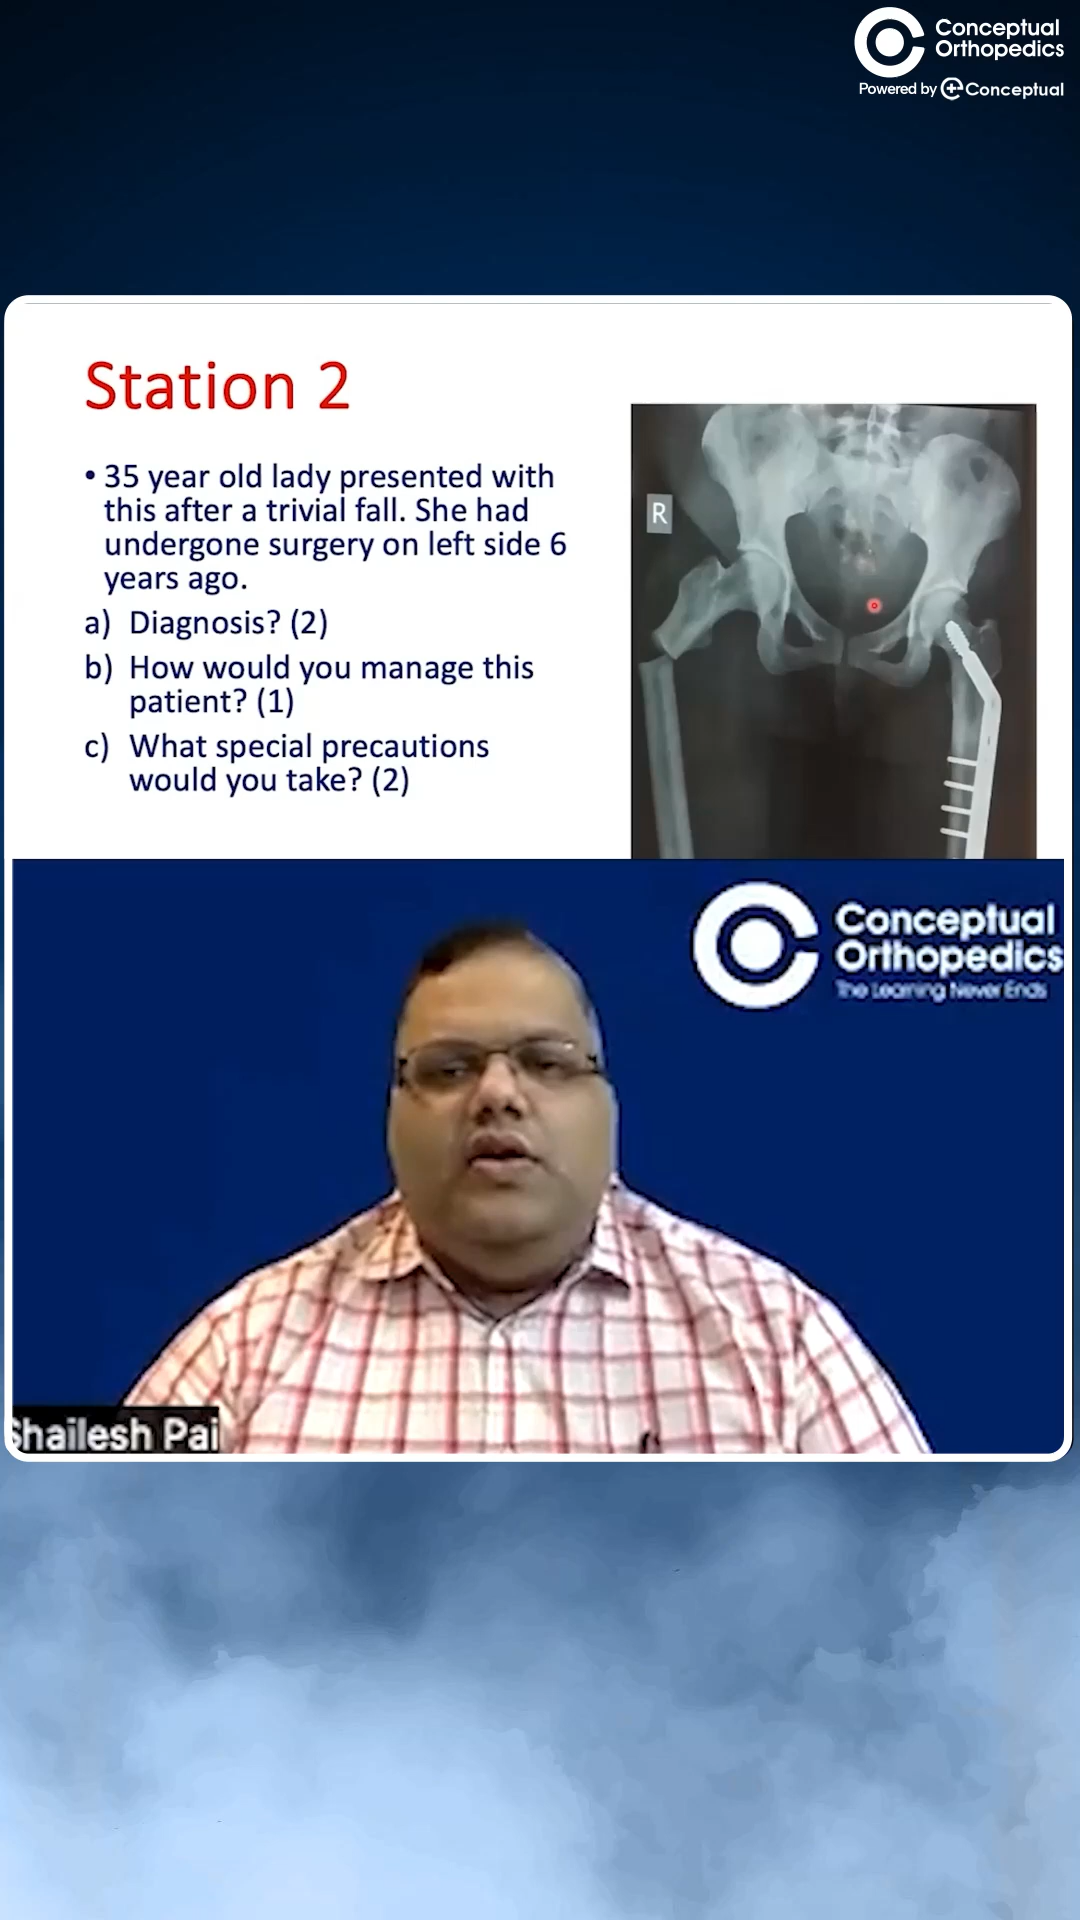 Conceptual
Orthopedics
Powered by Conceptual
Station 2
• 35 year old lady presented with
this after a trivial fall. She had
undergone surgery on left side 6
years ago.
a) Diagnosis? (2)
b) How would you manage this
patient? (1)
c) What special precautions
would you take? (2)
R
Conceptual
Orthopedics
The Learning Never Ends
Shailesh Pai